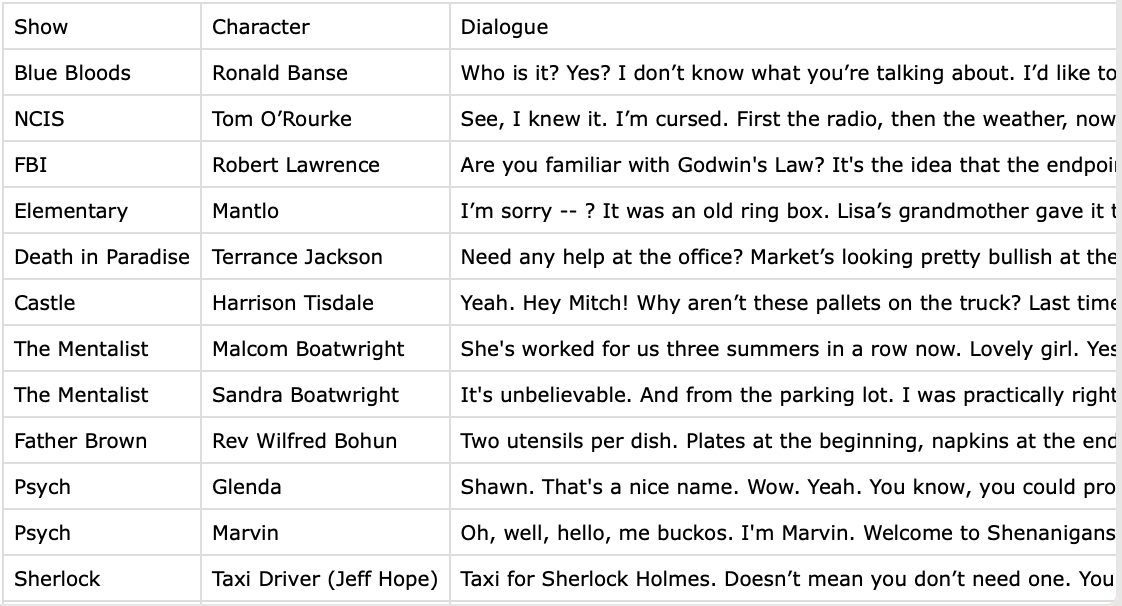 Show Character Dialogue
Blue Bloods Ronald Banse Who is it? Yes? I don’t know what you’re talking about. I’d like to
NCIS Tom O’Rourke See, I knew it. I’m cursed. First the radio, then the weather, now
FBI Robert Lawrence Are you familiar with Godwin's Law? It's the idea that the
Elementary Mantlo I’m sorry -- ? It was an old ring box. Lisa’s grandmother gave it
Death in Paradise Terrance Jackson Need any help at the office? Market’s looking pretty bullish at the
Castle Harrison Tisdale Yeah. Hey Mitch! Why aren’t these pallets on the truck? Last time
The Mentalist Malcom Boatwright She's worked for us three summers in a row now. Lovely girl. Yes
The Mentalist Sandra Boatwright It's unbelievable. And from the parking lot. I was practically right
Father Brown Rev Wilfred Bohun Two utensils per dish. Plates at the beginning, napkins at the end
Psych Glenda Shawn. That's a nice name. Wow. Yeah. You know, you could pro
Psych Marvin Oh, well, hello, me buckos. I'm Marvin. Welcome to Shenanigans
Sherlock Taxi Driver (Jeff Hope) Taxi for Sherlock Holmes. Doesn’t mean you don’t need one. You